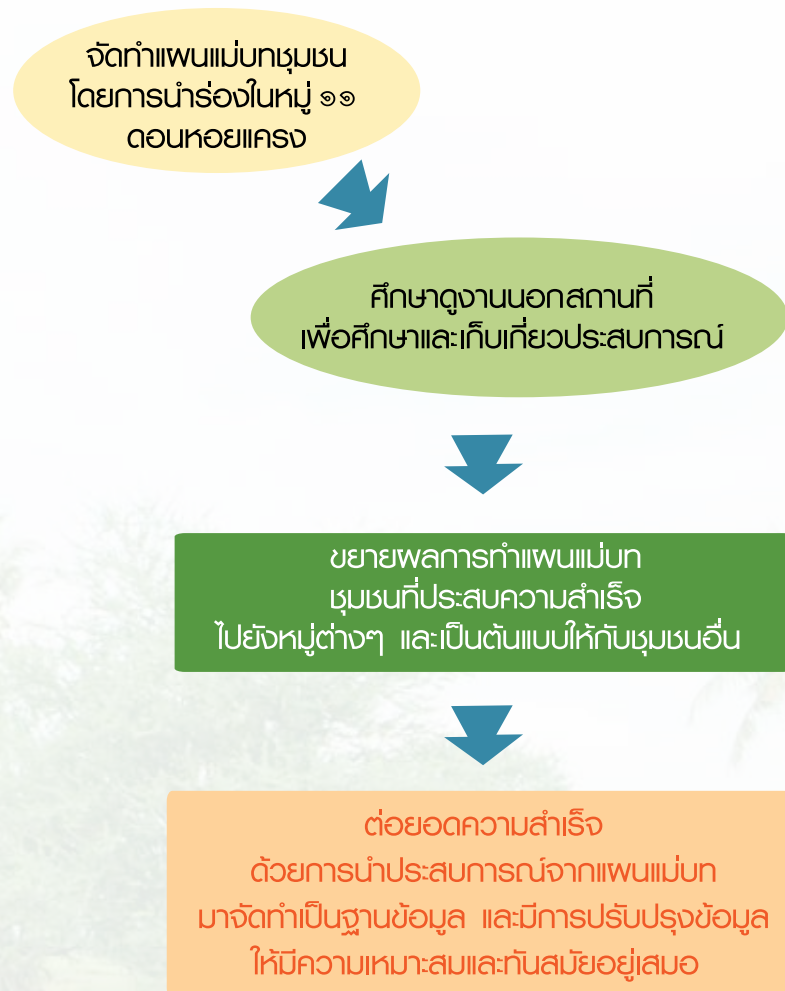 จัดทำแผนแม่บทชุมชน
โดยการนำร่องในหมู่ ๑๑
ดอนหอยแครง
ศึกษาดูงานนอกสถานที่
เพื่อศึกษาและเก็บเกี่ยวประสบการณ์
ขยายผลการทำแผนแม่บท
ชุมชนที่ประสบความสำเร็จ
ไปยังหมู่ต่างๆ และเป็นต้นแบบให้กับชุมชนอื่น
ต่อยอดความสำเร็จ
ด้วยการนำประสบการณ์จากแผนแม่บท
มาจัดทำเป็นฐานข้อมูล และมีการปรับปรุงข้อมูล
ให้มีความเหมาะสมและทันสมัยอยู่เสมอ